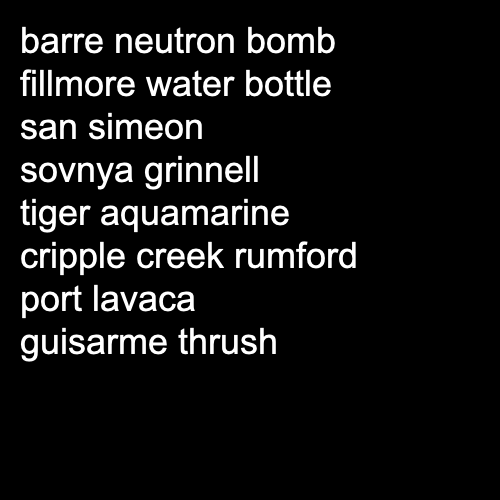 barre neutron bomb
fillmore water bottle
san simeon
sovnya grinnell
tiger aquamarine
cripple creek rumford
port lavaca
guisarme thrush